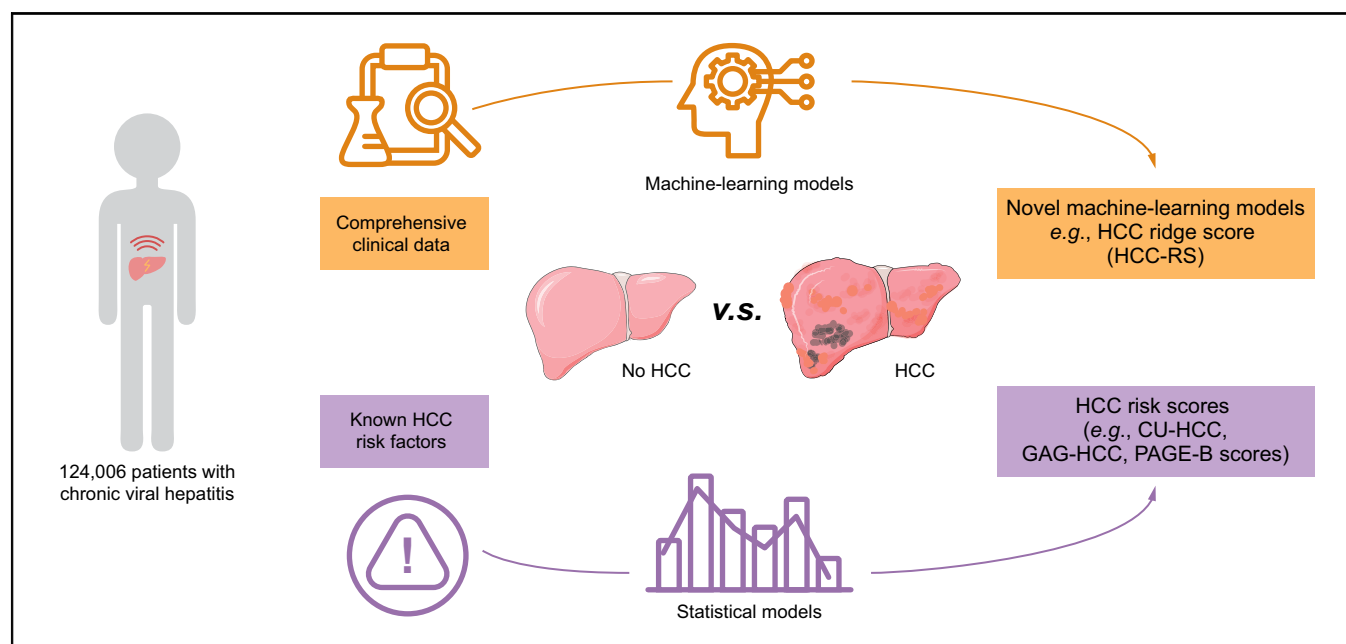 Machine-learning models
Comprehensive
clinical data
Novel machine-learning models
e.g., HCC ridge score
(HCC-RS)
v.s.
No HCC
HCC
Known HCC
risk factors
HCC risk scores
(e.g., CU-HCC,
GAG-HCC, PAGE-B scores)
124,006 patients with
chronic viral hepatitis
!
Statistical models